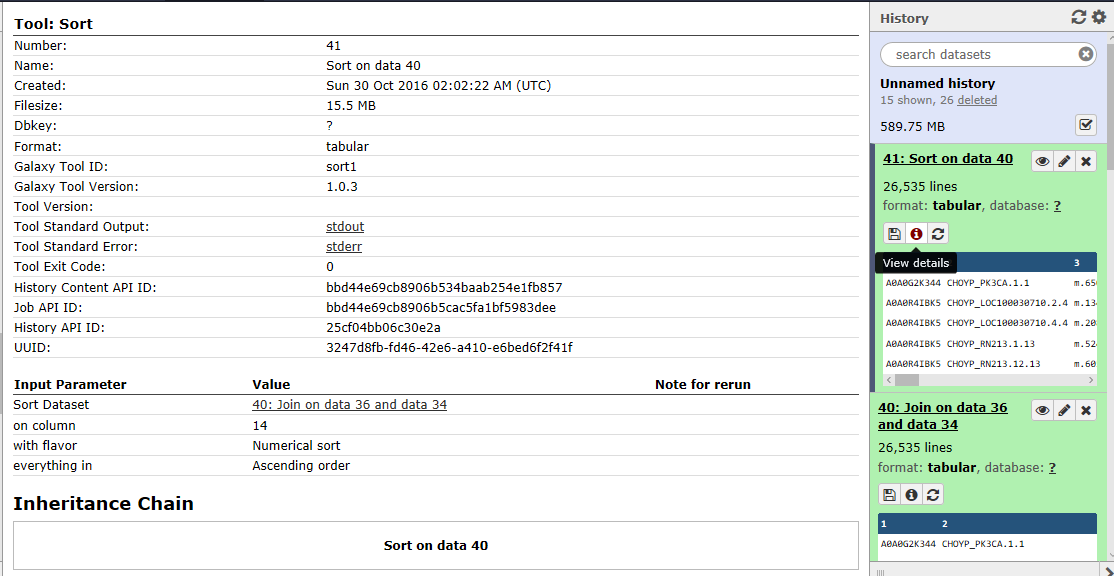 Tool: Sort
Number: 41
Name: Sort on data 40
Created: Sun 30 Oct 2016 02:02:22 AM (UTC)
Filesize: 15.5 MB
Dbkey: ?
Format: tabular
Galaxy Tool ID: sort1
Galaxy Tool Version: 1.0.3
Tool Version:
Tool Standard Output: stdout
Tool Standard Error: stderr
Tool Exit Code: 0
History Content API ID: bbd44e69cb8906b534baab254e1fb857
Job API ID: bbd44e69cb8906b5cac5fa1bf5983dee
History API ID: 25cf04bb06c30e2a
UUID: 3247d8fb-fd46-42e6-a410-e6bed6f2f41f
Input Parameter Value Note for rerun
Sort Dataset 40: Join on data 36 and data 34
on column 14
with flavor Numerical sort
everything in Ascending order
Inheritance Chain
Sort on data 40
History
search datasets
Unnamed history
15 shown, 26 deleted
589.75 MB
41: Sort on data 40
26,535 lines
format: tabular, database: ?
View details
3
A0A0G2K344 CHOYP_PK3CA.1.1 m.65
A0A0R4IBK5 CHOYP_LOC100030710.2.4 m.13
A0A0R4IBK5 CHOYP_LOC100030710.4.4 m.20
A0A0R4IBK5 CHOYP_RN213.1.13 m.52
A0A0R4IBK5 CHOYP_RN213.12.13 m.60
40: Join on data 36
and data 34
26,535 lines
format: tabular, database: ?
1 2
A0A0G2K344 CHOYP_PK3CA.1.1